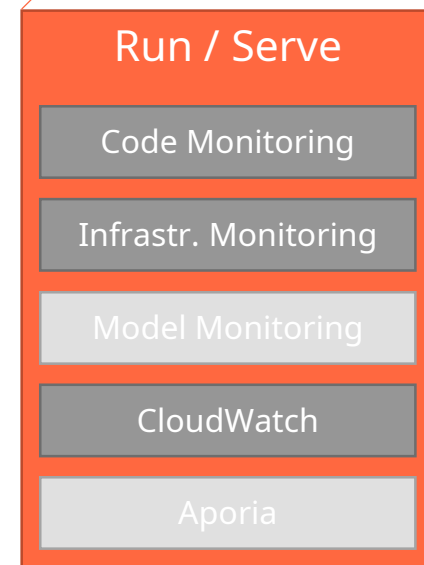 Run / Serve
Code Monitoring
Infrastr. Monitoring
Model Monitoring
CloudWatch
Aporia